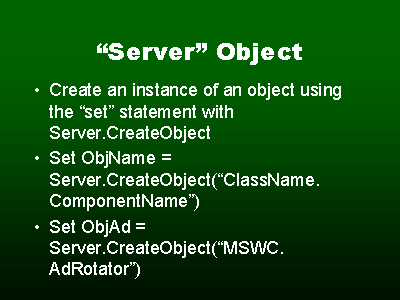 “Server” Object
• Create an instance of an object using
the “set” statement with
Server.CreateObject
• Set ObjName =
Server.CreateObject(“ClassName.
ComponentName”)
• Set ObjAd =
Server.CreateObject(“MSWC.
AdRotator”)